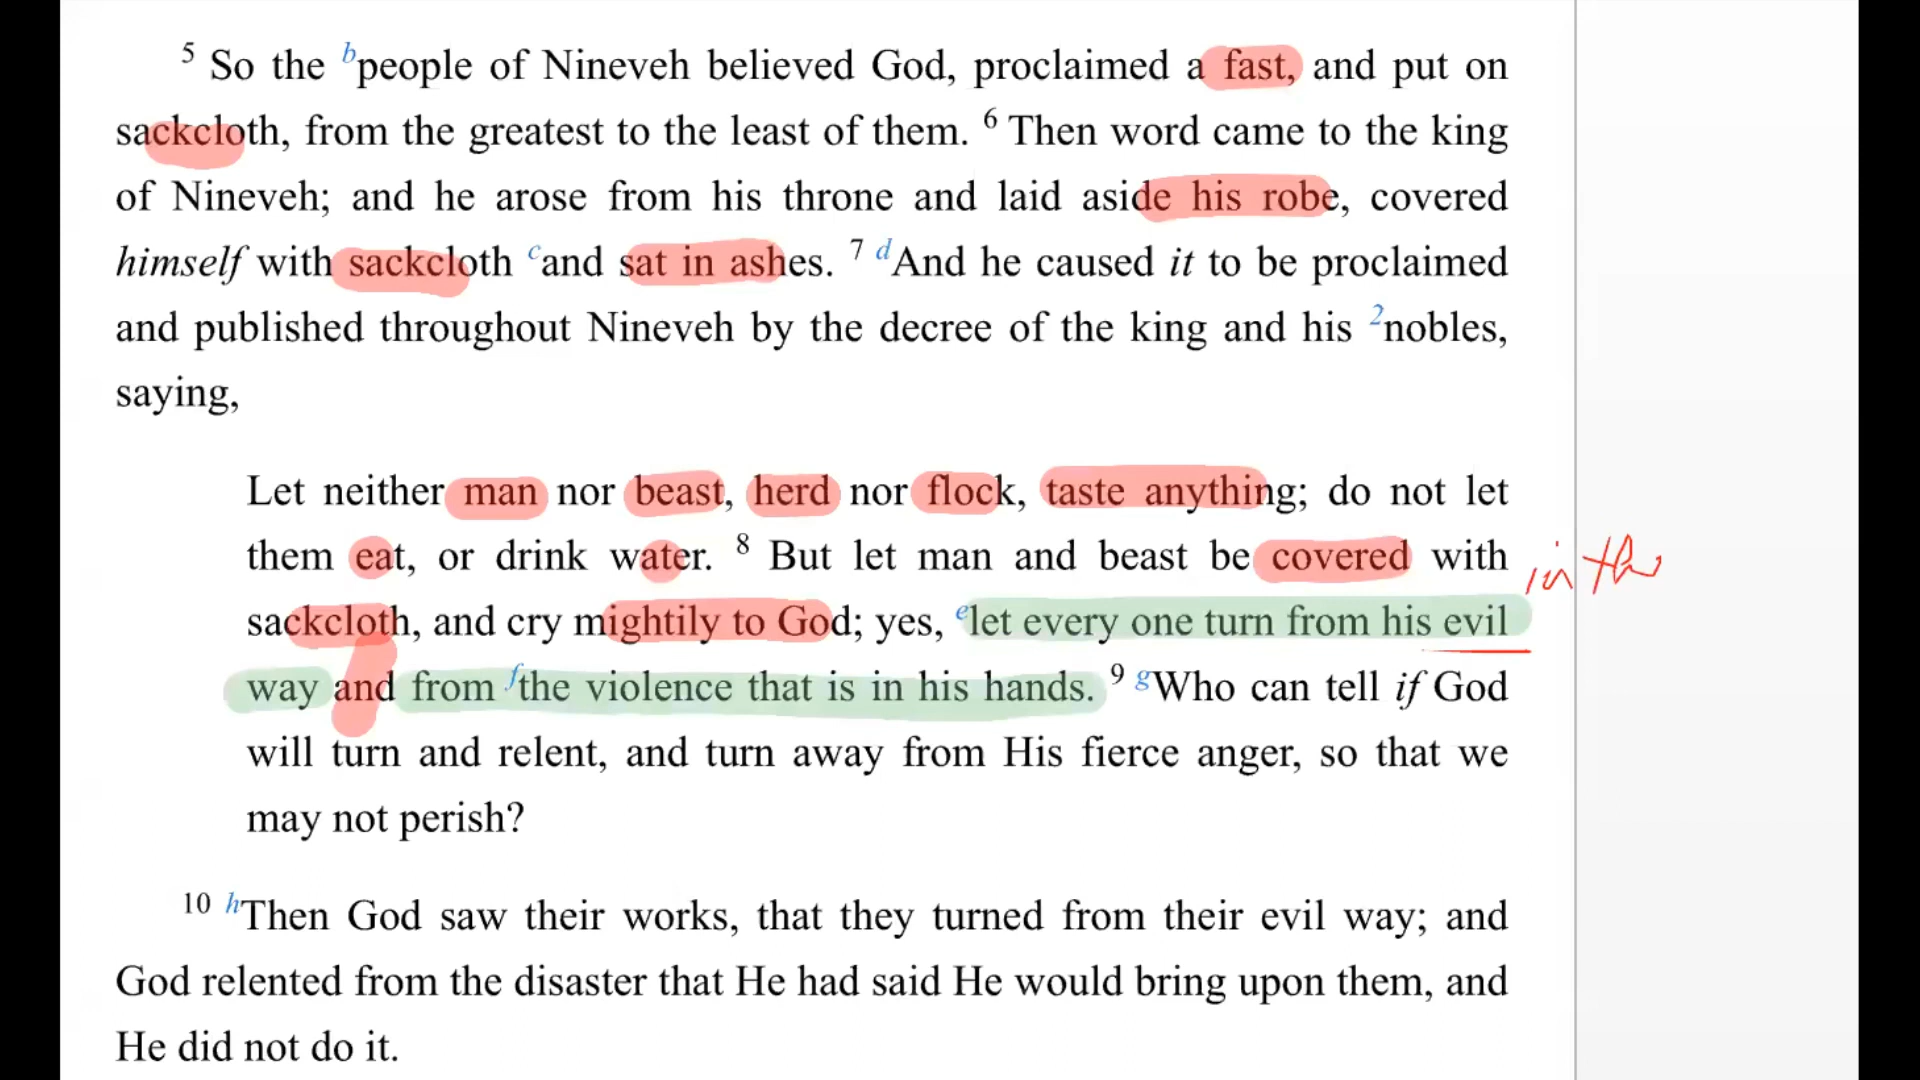 5 So the bpeople of Nineveh believed God, proclaimed a fast, and put on
sackcloth, from the greatest to the least of them. 6 Then word came to the king
of Nineveh; and he arose from his throne and laid aside his robe, covered
himself with sackcloth cand sat in ashes. 7 dAnd he caused it to be proclaimed
and published throughout Nineveh by the decree of the king and his 2nobles,
saying,
Let neither man nor beast, herd nor flock, taste anything; do not let
them eat, or drink water. 8 But let man and beast be covered with
in the
sackcloth, and cry mightily to God; yes, elet every one turn from his evil
way and from fthe violence that is in his hands. 9 gWho can tell if God
will turn and relent, and turn away from His fierce anger, so that we
may not perish?
10 hThen God saw their works, that they turned from their evil way; and
God relented from the disaster that He had said He would bring upon them, and
He did not do it.